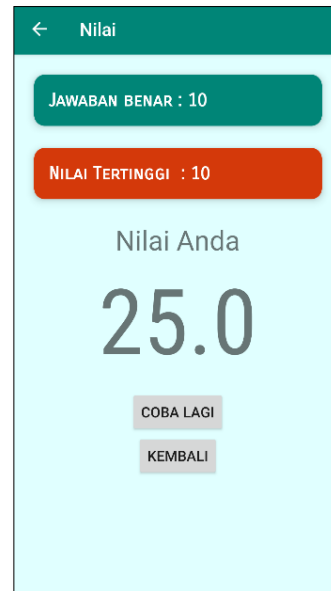 Nilai
Jawaban benar : 10
Nilai Tertinggi : 10
Nilai Anda
25.0
COBA LAGI
KEMBALI